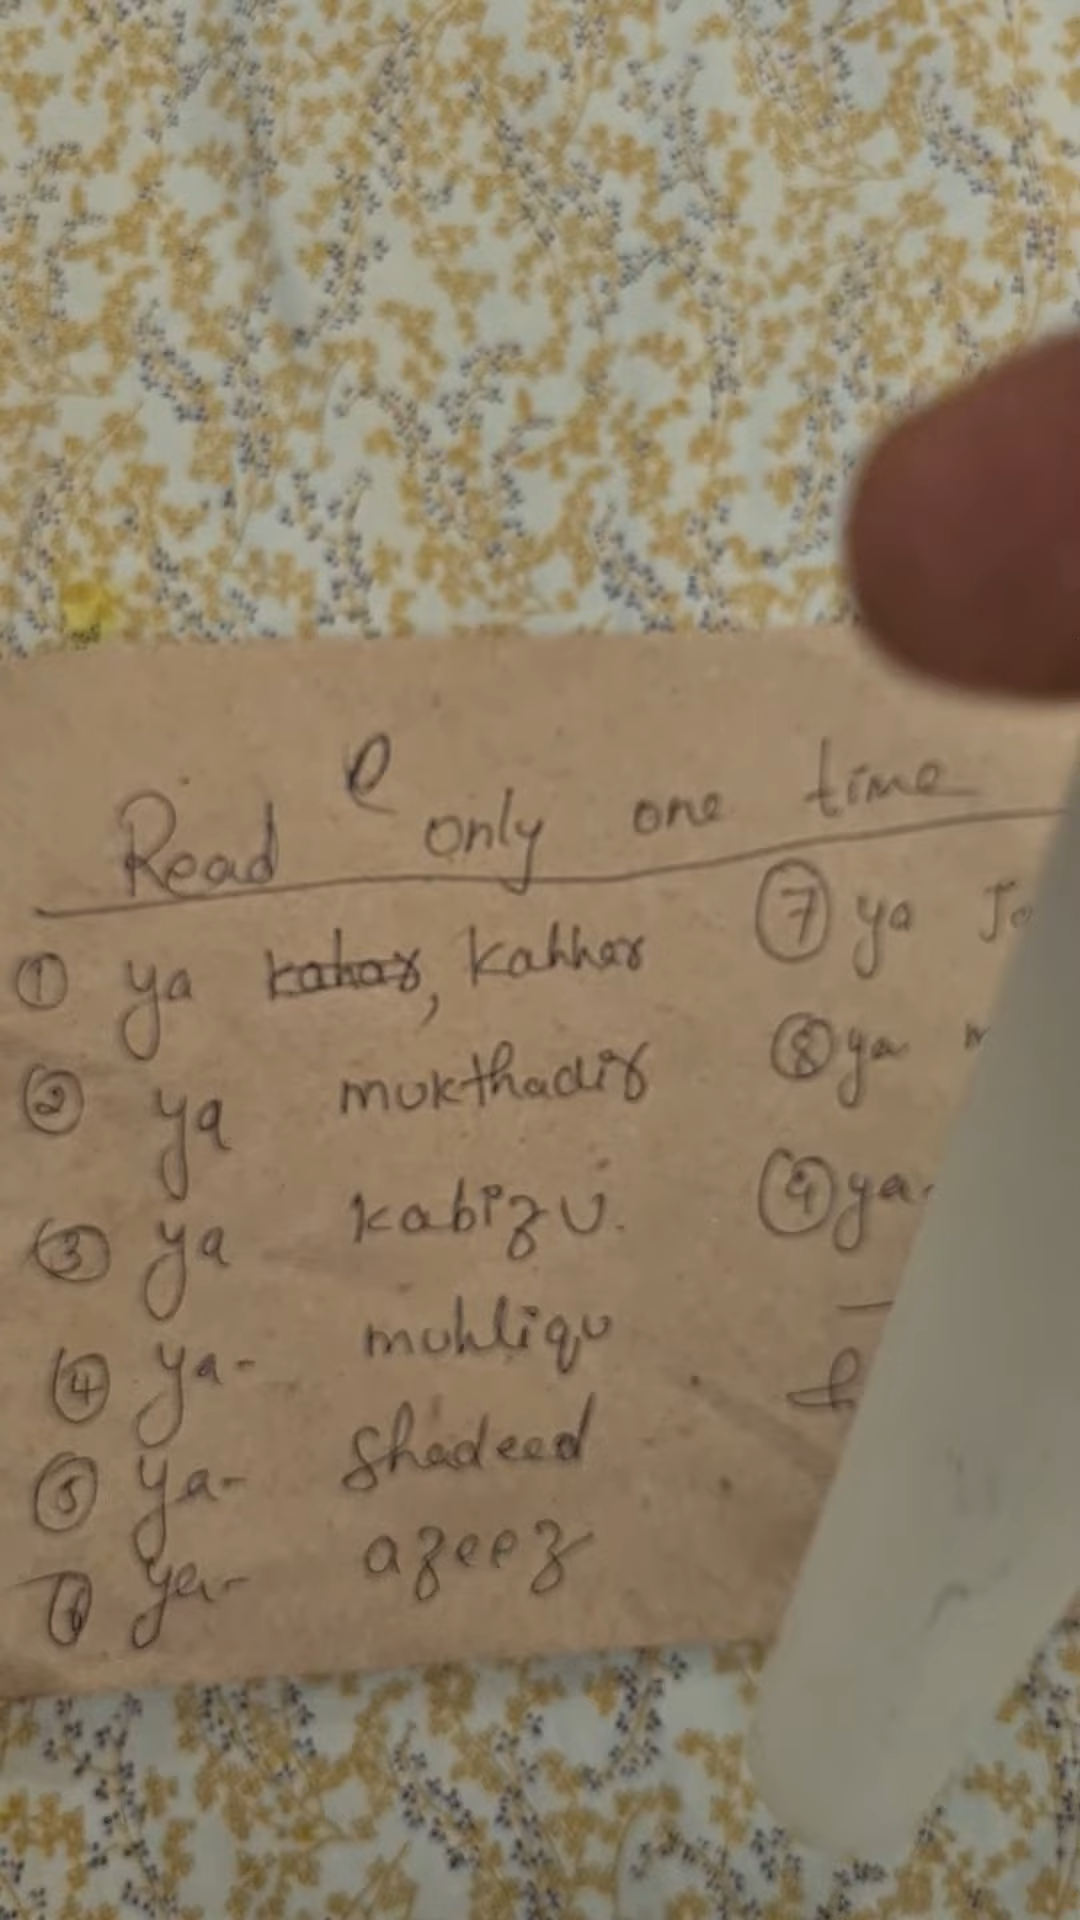 Read only one time
① ya kahar, kahhar
② ya mukthadir
③ ya kabizu.
④ ya- muhliqu
⑤ ya- shadeed
⑥ ya- azeez
⑦ ya
⑧ ya
⑨ ya-